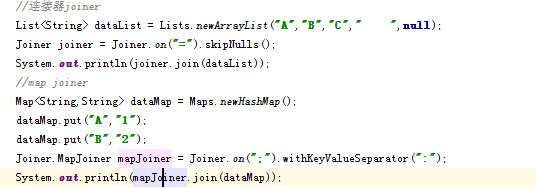 //连接器joiner
List<String> dataList = Lists.newArrayList("A","B","C","     ",null);
Joiner joiner = Joiner.on("=").skipNulls();
System.out.println(joiner.join(dataList));
//map joiner
Map<String,String> dataMap = Maps.newHashMap();
dataMap.put("A","1");
dataMap.put("B","2");
Joiner.MapJoiner mapJoiner = Joiner.on(";").withKeyValueSeparator(":");
System.out.println(mapJoiner.join(dataMap));